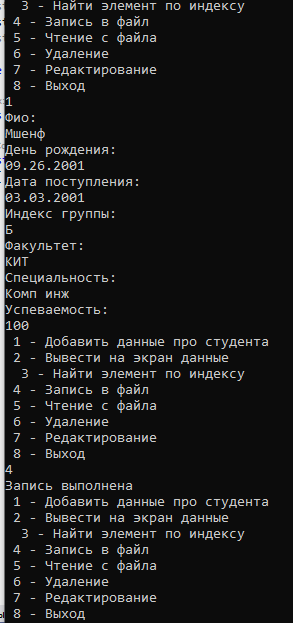 3 - Найти элемент по индексу
4 - Запись в файл
5 - Чтение с файла
6 - Удаление
7 - Редактирование
8 - Выход
1
Фио:
Мшенф
День рождения:
09.26.2001
Дата поступления:
03.03.2001
Индекс группы:
Б
Факультет:
КИТ
Специальность:
Комп инж
Успеваемость:
100
1 - Добавить данные про студента
2 - Вывести на экран данные
3 - Найти элемент по индексу
4 - Запись в файл
5 - Чтение с файла
6 - Удаление
7 - Редактирование
8 - Выход
4
Запись выполнена
1 - Добавить данные про студента
2 - Вывести на экран данные
3 - Найти элемент по индексу
4 - Запись в файл
5 - Чтение с файла
6 - Удаление
7 - Редактирование
8 - Выход